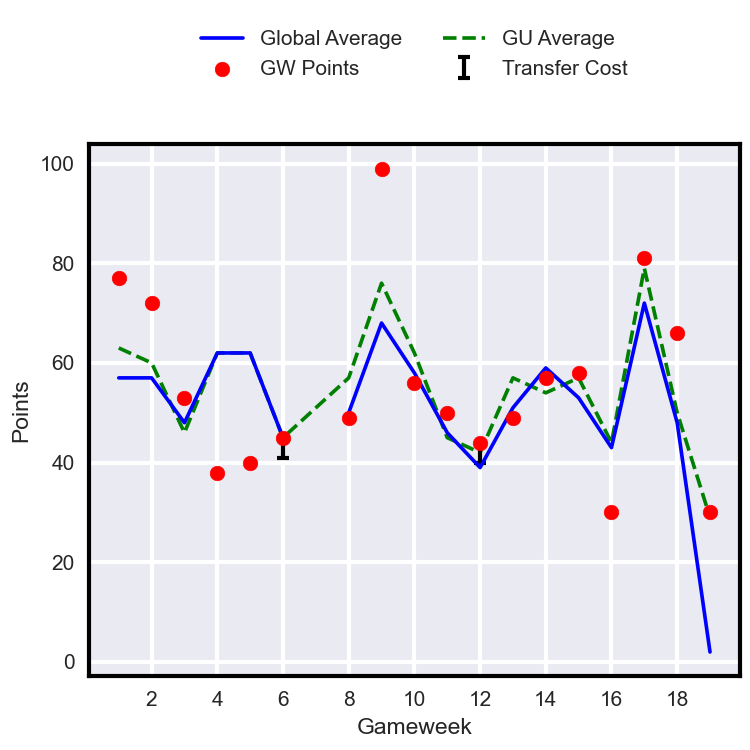 Global Average
GU Average
GW Points
Transfer Cost
100
80
60
40
20
0
Points
2 4 6 8 10 12 14 16 18
Gameweek